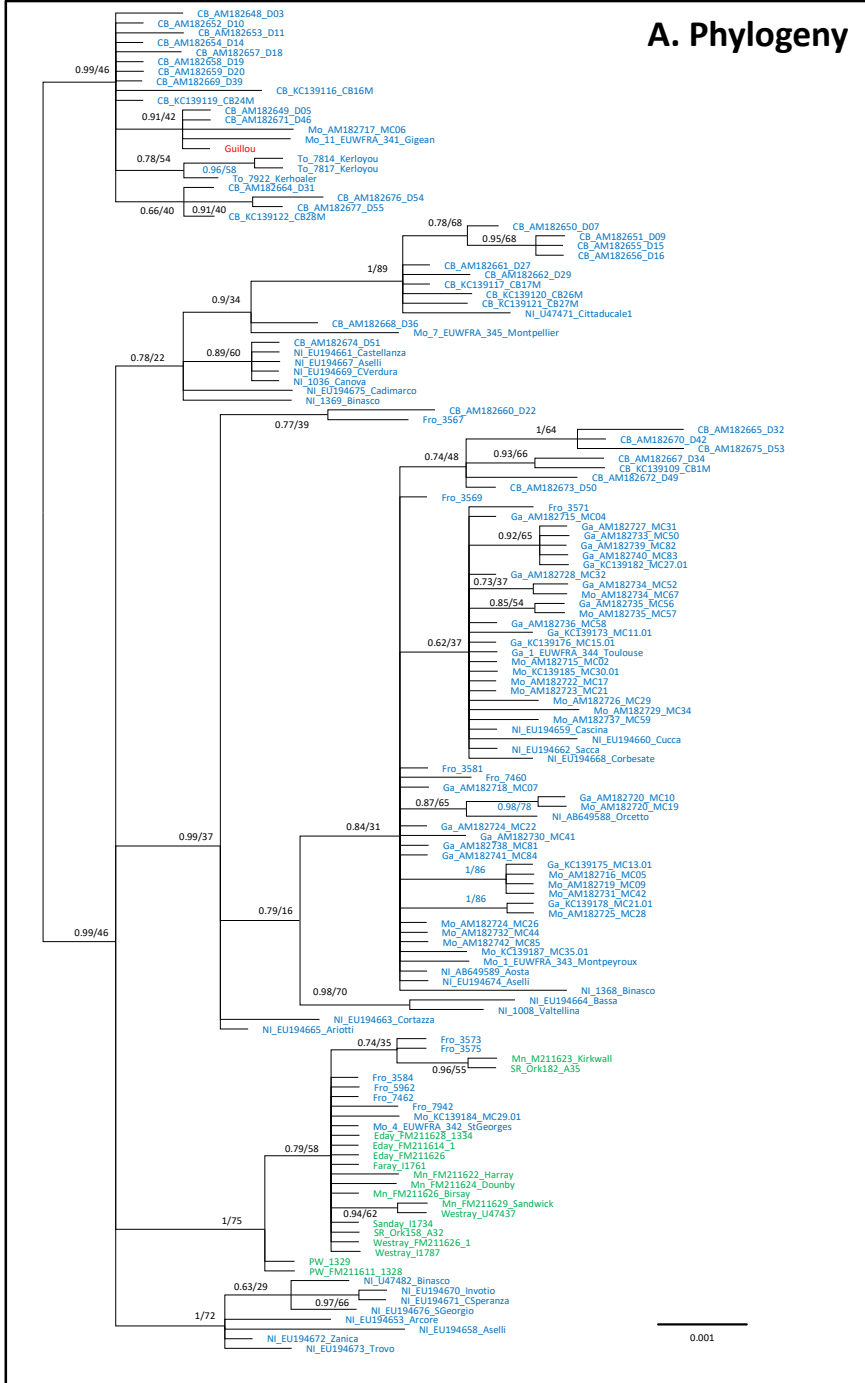 A. Phylogeny
CB_AM182648_D03
CB_AM182652_D10
CB_AM182653_D11
CB_AM182654_D14
CB_AM182657_D18
0.99/46
CB_AM182658_D19
CB_AM182659_D20
CB_AM182669_D39
CB_KC139116_CB16M
CB_KC139119_CB24M
0.91/42
CB_AM182649_D05
CB_AM182671_D46
Mo_AM182717_MC06
Mo_11_EUWFRA_341_Gigean
Guillou
0.78/54
To_7814_Kerloyou
0.96/58
To_7817_Kerloyou
To_7922_Kerhoaler
CB_AM182664_D31
0.66/40
0.91/40
CB_AM182676_D54
CB_AM182677_D55
CB_KC139122_CB28M
0.78/68
CB_AM182650_D07
0.95/68
CB_AM182651_D09
CB_AM182655_D15
CB_AM182656_D16
1/89
CB_AM182661_D27
CB_AM182662_D29
CB_KC139117_CB17M
CB_KC139120_CB26M
CB_KC139121_CB27M
NI_U47471_Cittaducale1
0.9/34
CB_AM182668_D36
Mo_7_EUWFRA_345_Montpellier
0.78/22
0.89/60
CB_AM182674_D51
NI_EU194661_Castellanza
NI_EU194667_Aselli
NI_EU194669_CVerdura
NI_1036_Canova
NI_EU194675_Cadimarco
NI_1369_Binasco
0.77/39
CB_AM182660_D22
Fro_3567
1/64
CB_AM182665_D32
CB_AM182670_D42
CB_AM182675_D53
0.74/48
0.93/66
CB_AM182667_D34
CB_KC139109_CB1M
CB_AM182672_D49
CB_AM182673_D50
Fro_3569
Fro_3571
Ga_AM182715_MC04
0.92/65
Ga_AM182727_MC31
Ga_AM182733_MC50
Ga_AM182739_MC82
Ga_AM182740_MC83
Ga_KC139182_MC27.01
Ga_AM182728_MC32
0.73/37
Ga_AM182734_MC52
Mo_AM182734_MC67
0.85/54
Ga_AM182735_MC56
Mo_AM182735_MC57
Ga_AM182736_MC58
Ga_KC139173_MC11.01
Ga_KC139176_MC15.01
0.62/37
Ga_1_EUWFRA_344_Toulouse
Mo_AM182715_MC02
Mo_KC139185_MC30.01
Mo_AM182722_MC17
Mo_AM182723_MC21
Mo_AM182726_MC29
Mo_AM182729_MC34
Mo_AM182737_MC59
NI_EU194659_Cascina
NI_EU194660_Cucca
NI_EU194662_Sacca
NI_EU194668_Corbesate
Fro_3581
Fro_7460
Ga_AM182718_MC07
0.87/65
0.98/78
Ga_AM182720_MC10
Mo_AM182720_MC19
NI_AB649588_Orcetto
0.84/31
Ga_AM182724_MC22
Ga_AM182730_MC41
Ga_AM182738_MC81
Ga_AM182741_MC84
1/86
Ga_KC139175_MC13.01
Mo_AM182716_MC05
Mo_AM182719_MC09
Mo_AM182731_MC42
1/86
Ga_KC139178_MC21.01
Mo_AM182725_MC28
0.99/37
0.79/16
Mo_AM182724_MC26
Mo_AM182732_MC44
Mo_AM182742_MC85
Mo_KC139187_MC35.01
Mo_1_EUWFRA_343_Montpeyroux
NI_AB649589_Aosta
NI_EU194674_Aselli
NI_1368_Binasco
0.99/46
0.98/70
NI_EU194664_Bassa
NI_1008_Valtellina
NI_EU194663_Cortazza
NI_EU194665_Ariotti
0.74/35
Fro_3573
Fro_3575
0.96/55
Mn_M211623_Kirkwall
SR_Ork182_A35
Fro_3584
Fro_5962
Fro_7462
Fro_7942
Mo_KC139184_MC29.01
Mo_4_EUWFRA_342_StGeorges
Eday_FM211628_1334
0.79/58
Eday_FM211614_1
Eday_FM211626
Faray_I1761
Mn_FM211622_Harray
Mn_FM211624_Dounby
Mn_FM211626_Birsay
0.94/62
Mn_FM211629_Sandwick
Westray_U47437
Sanday_I1734
SR_Ork158_A32
Westray_FM211626_1
Westray_I1787
1/75
PW_1329
PW_FM211611_1328
0.63/29
NI_U47482_Binasco
NI_EU194670_Invotio
0.97/66
NI_EU194671_CSperanza
NI_EU194676_SGeorgio
1/72
NI_EU194653_Arcore
NI_EU194658_Aselli
NI_EU194672_Zanica
NI_EU194673_Trovo
0.001